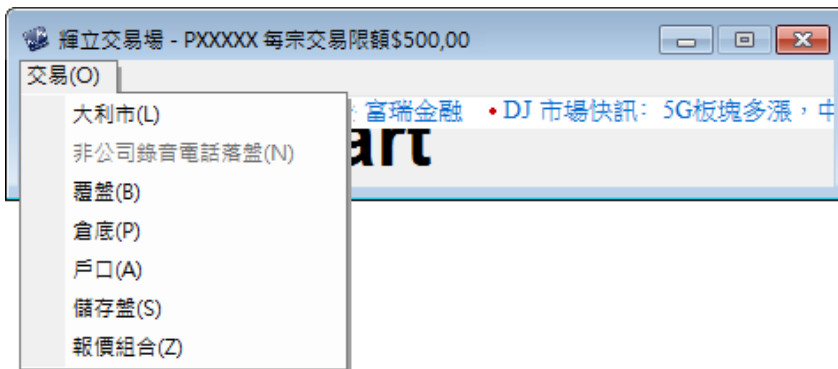 輝立交易場 - PXXXXX 每宗交易限額$500,00
交易(O)
富瑞金融 •DJ 市場快訊: 5G板塊多漲，中
art
大利市(L)
非公司錄音電話落盤(N)
覆盤(B)
倉底(P)
戶口(A)
儲存盤(S)
報價組合(Z)